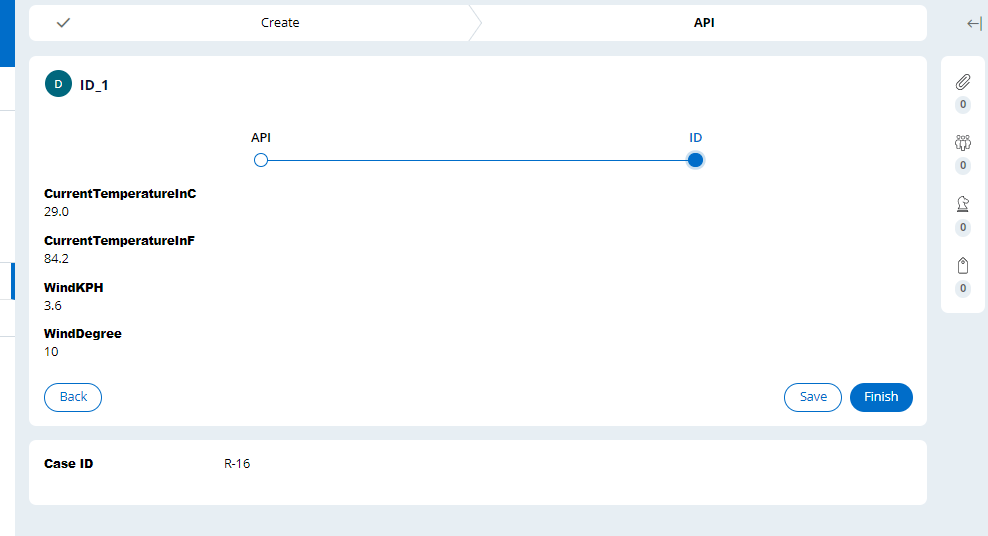 Create
API
D
ID_1
API
ID
CurrentTemperatureInC
29.0
CurrentTemperatureInF
84.2
WindKPH
3.6
WindDegree
10
Back
Save
Finish
Case ID R-16
0
0
0
0